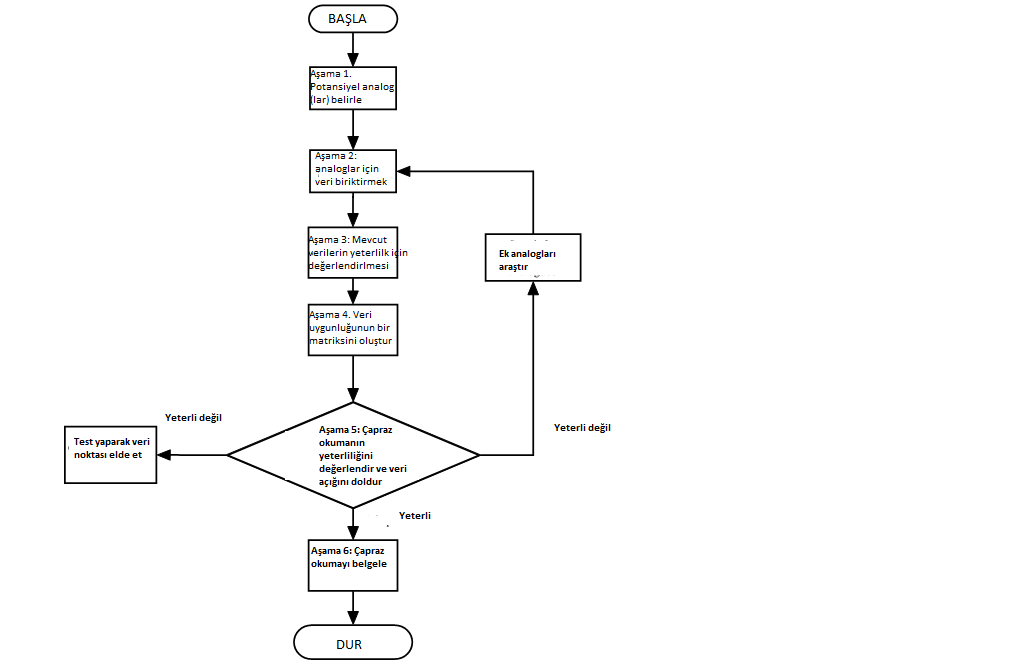 BAŞLA
Aşama 1.
Potansiyel analog
(lar) belirle
Aşama 2:
analoglar için
veri biriktirmek
Aşama 3: Mevcut
verilerin yeterlilk için
değerlendirlmesi
Ek analogları
araştır
Aşama 4. Veri
uygunluğunun bir
matriksini oluştur
Yeterli değil
Test yaparak veri
noktası elde et
Aşama 5: Çapraz
okumanın
yeterliliğini
değerlendir ve veri
açığını doldur
Yeterli değil
Yeterli
Aşama 6: Çapraz
okumayı belgele
DUR